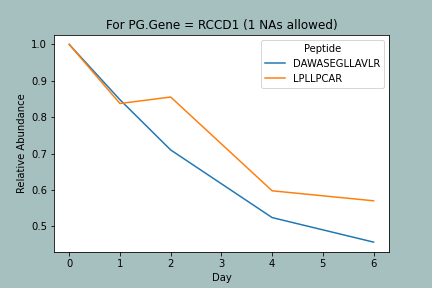 For PG.Gene = RCCD1 (1 NAs allowed)
Peptide
DAWASEGLLAVLR
LPLLPCAR
Relative Abundance
1.0
0.9
0.8
0.7
0.6
0.5
0 1 2 3 4 5 6
Day